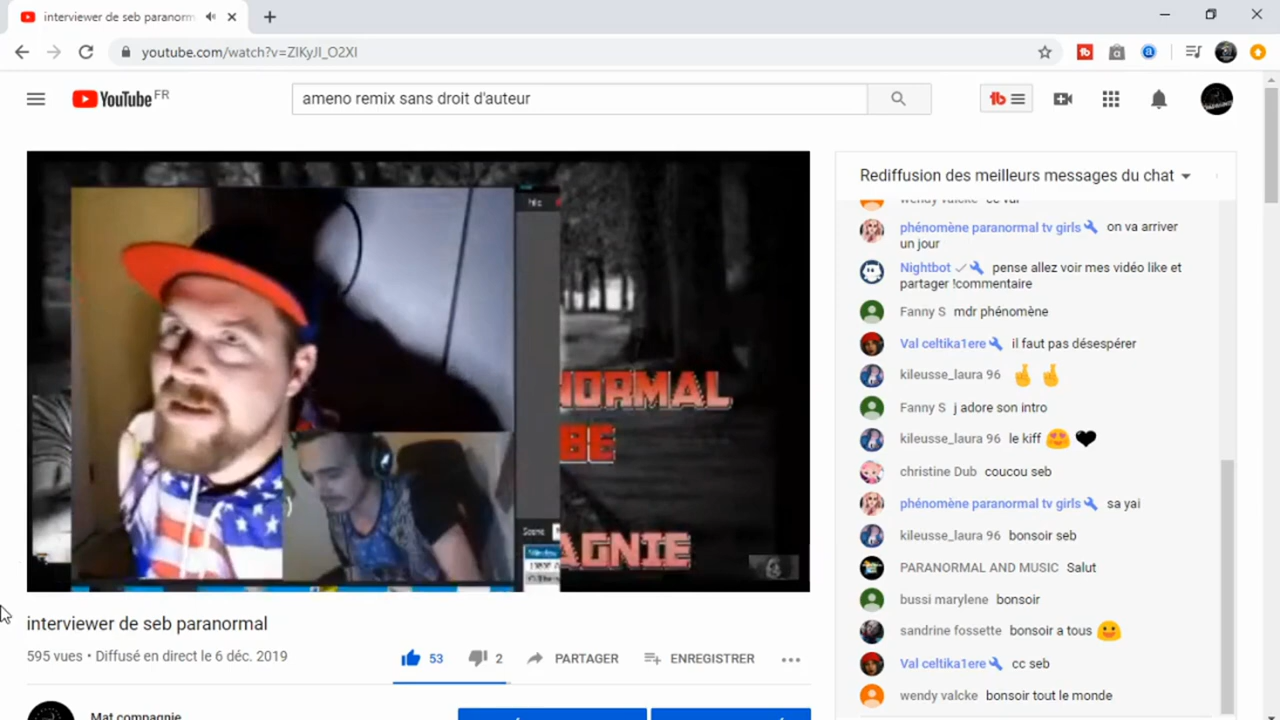 interviewer de seb paranorm
youtube.com/watch?v=ZIKyJI_O2XI
YouTube FR
ameno remix sans droit d'auteur
File
NORMAL
BE
AGNIE
Scene
interviewer de seb paranormal
595 vues • Diffusé en direct le 6 déc. 2019
53
2
PARTAGER
ENREGISTRER
Mat compagnie
Rediffusion des meilleurs messages du chat
wendy valcke cc val
phénomène paranormal tv girls on va arriver
un jour
Nightbot pense allez voir mes vidéo like et
partager !commentaire
Fanny S mdr phénomène
Val celtika1ere il faut pas désespérer
kileusse_laura 96
Fanny S j adore son intro
kileusse_laura 96 le kiff
christine Dub coucou seb
phénomène paranormal tv girls sa yai
kileusse_laura 96 bonsoir seb
PARANORMAL AND MUSIC Salut
bussi marylene bonsoir
sandrine fossette bonsoir a tous
Val celtika1ere cc seb
wendy valcke bonsoir tout le monde